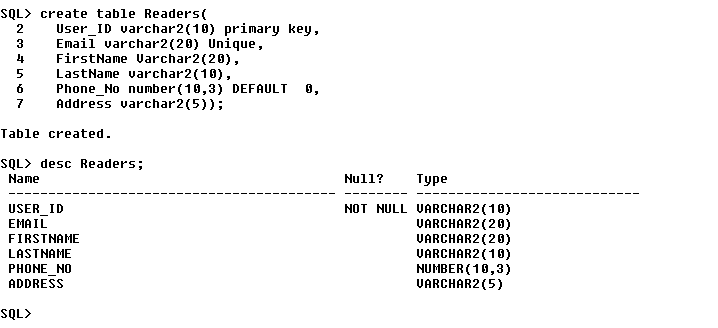 SQL> create table Readers(
  2    User_ID varchar2(10) primary key,
  3    Email varchar2(20) Unique,
  4    FirstName Varchar2(20),
  5    LastName varchar2(10),
  6    Phone_No number(10,3) DEFAULT  0,
  7    Address varchar2(5));
Table created.
SQL> desc Readers;
 Name                                      Null?    Type
 ----------------------------------------- -------- ----------------------------
 USER_ID                                   NOT NULL VARCHAR2(10)
 EMAIL                                              VARCHAR2(20)
 FIRSTNAME                                          VARCHAR2(20)
 LASTNAME                                           VARCHAR2(10)
 PHONE_NO                                           NUMBER(10,3)
 ADDRESS                                            VARCHAR2(5)
SQL>